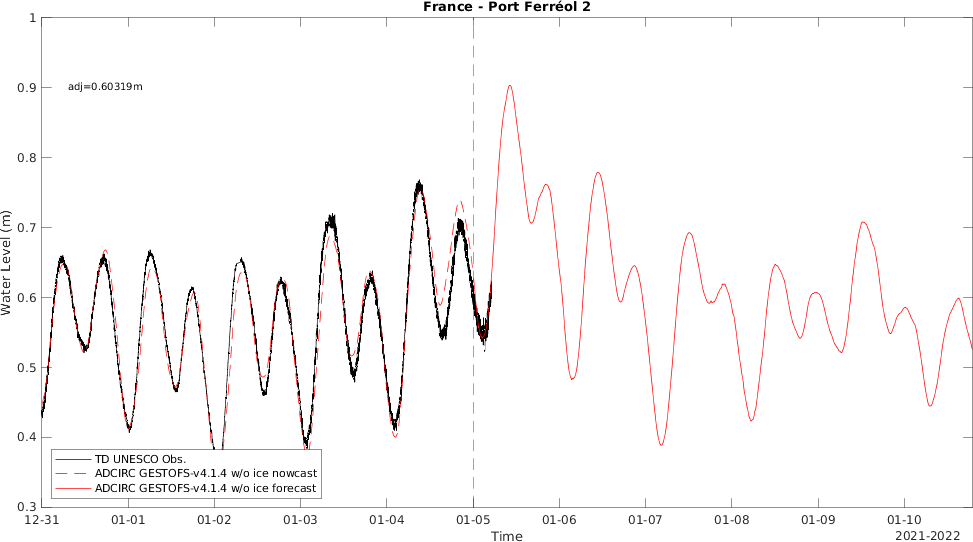 France - Port Ferréol 2
1
0.9
0.8
0.7
0.6
0.5
0.4
0.3
Water Level (m)
adj=0.60319m
TD UNESCO Obs.
ADCIRC GESTOFS-v4.1.4 w/o ice nowcast
ADCIRC GESTOFS-v4.1.4 w/o ice forecast
12-31 01-01 01-02 01-03 01-04 01-05 01-06 01-07 01-08 01-09 01-10
Time
2021-2022